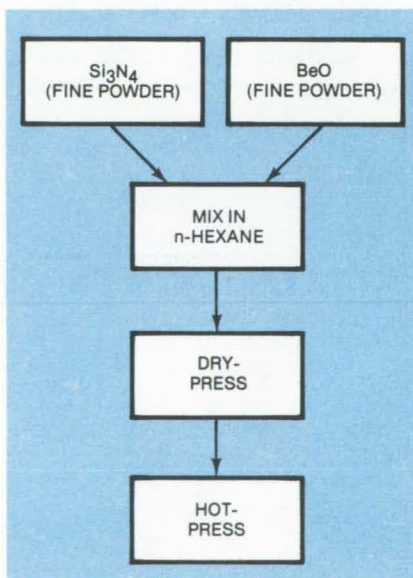 Si3N4
(FINE POWDER)
BeO
(FINE POWDER)
MIX IN
n-HEXANE
DRY-
PRESS
HOT-
PRESS